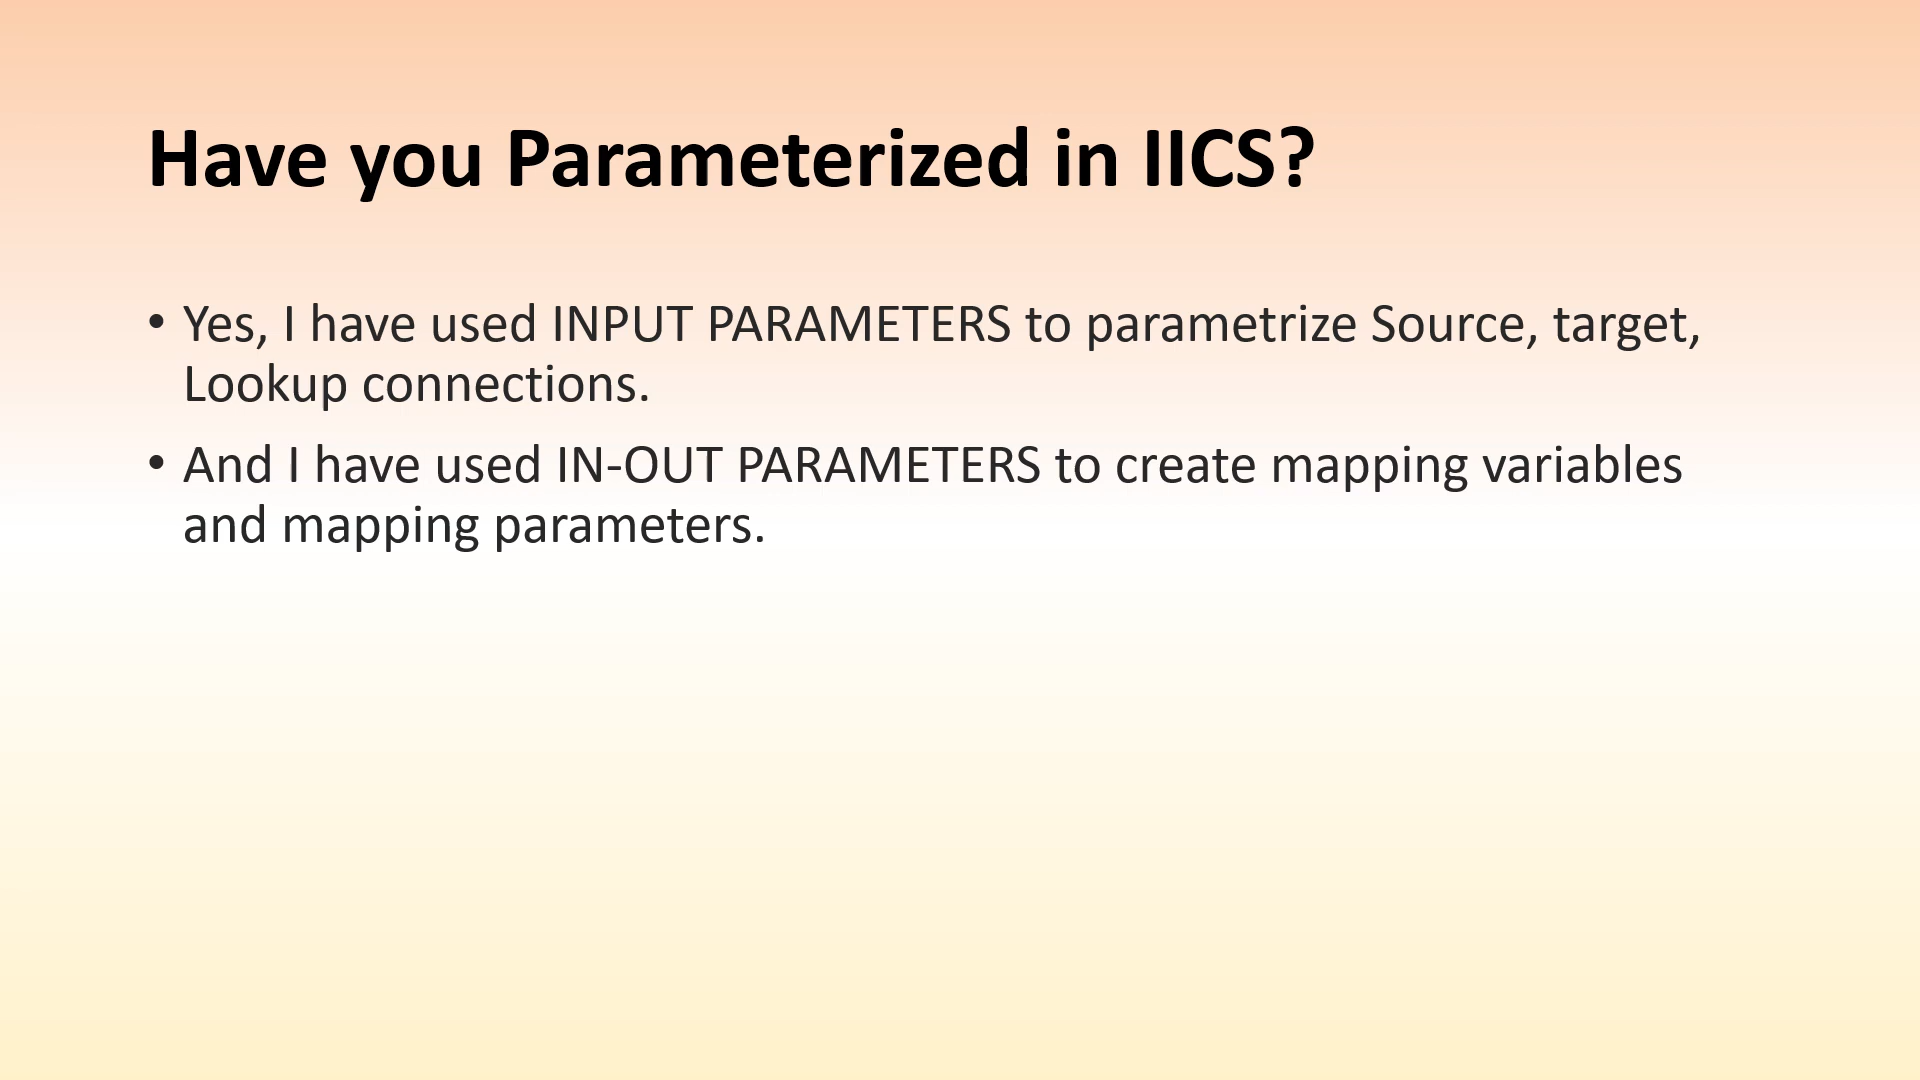 Have you Parameterized in IICS?
• Yes, I have used INPUT PARAMETERS to parametrize Source, target,
Lookup connections.
• And I have used IN-OUT PARAMETERS to create mapping variables
and mapping parameters.